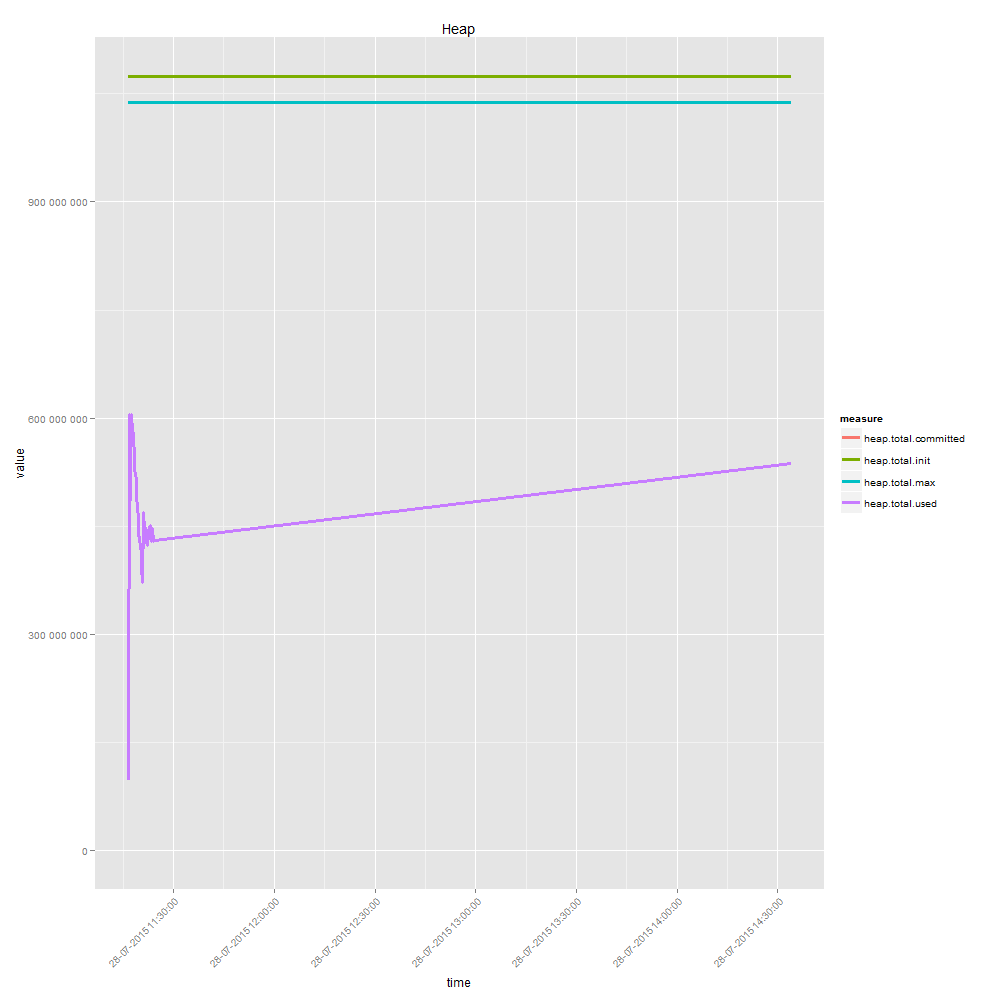 Heap
900 000 000
600 000 000
300 000 000
0
value
28-07-2015 11:30:00
28-07-2015 12:00:00
28-07-2015 12:30:00
28-07-2015 13:00:00
28-07-2015 13:30:00
28-07-2015 14:00:00
28-07-2015 14:30:00
time
measure
heap.total.committed
heap.total.init
heap.total.max
heap.total.used